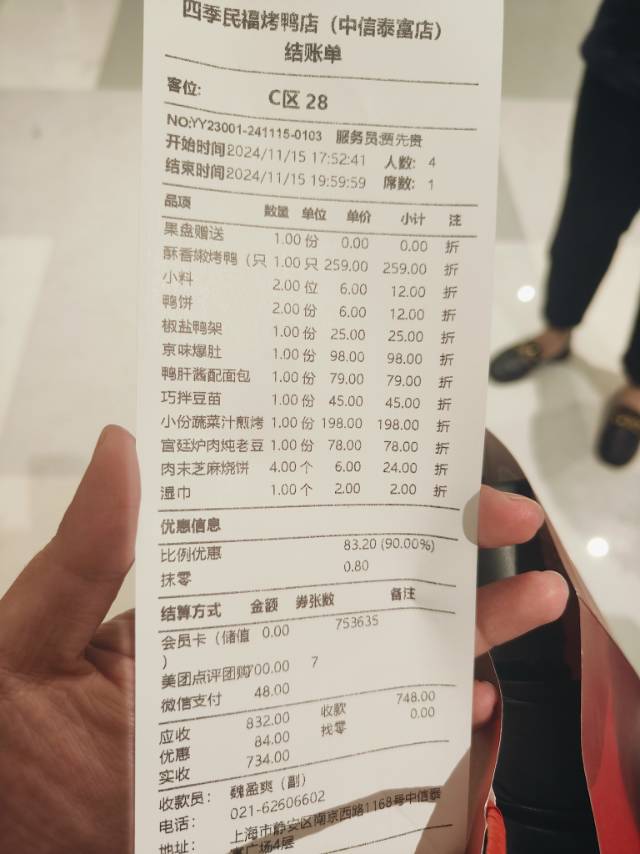 四季民福烤鸭店（中信泰富店）
结账单
客位: C区 28
NO:YY23001-241115-0103 服务员:贾先贵
开始时间2024/11/15 17:52:41 人数: 4
结束时间2024/11/15 19:59:59 席数: 1
品项 数量 单位 单价 小计 注
果盘赠送 1.00 份 0.00 0.00 折
酥香嫩烤鸭（只 1.00 只 259.00 259.00 折
小料 2.00 位 6.00 12.00 折
鸭饼 2.00 份 6.00 12.00 折
椒盐鸭架 1.00 份 25.00 25.00 折
京味爆肚 1.00 份 98.00 98.00 折
鸭肝酱配面包 1.00 份 79.00 79.00 折
巧拌豆苗 1.00 份 45.00 45.00 折
小份蔬菜汁煎烤 1.00 份 198.00 198.00 折
宫廷炉肉炖老豆 1.00 份 78.00 78.00 折
肉末芝麻烧饼 4.00 个 6.00 24.00 折
湿巾 1.00 个 2.00 2.00 折
优惠信息
比例优惠 83.20 (90.00%)
抹零 0.80
结算方式 金额 券张数 备注
会员卡（储值 0.00 753635
）
美团点评团购 00.00 7
微信支付 48.00
应收 832.00 收款 748.00
优惠 84.00 找零 0.00
实收 734.00
收款员: 魏盈爽（副）
电话: 021-62606602
地址: 上海市静安区南京西路1168号中信泰
富广场4层